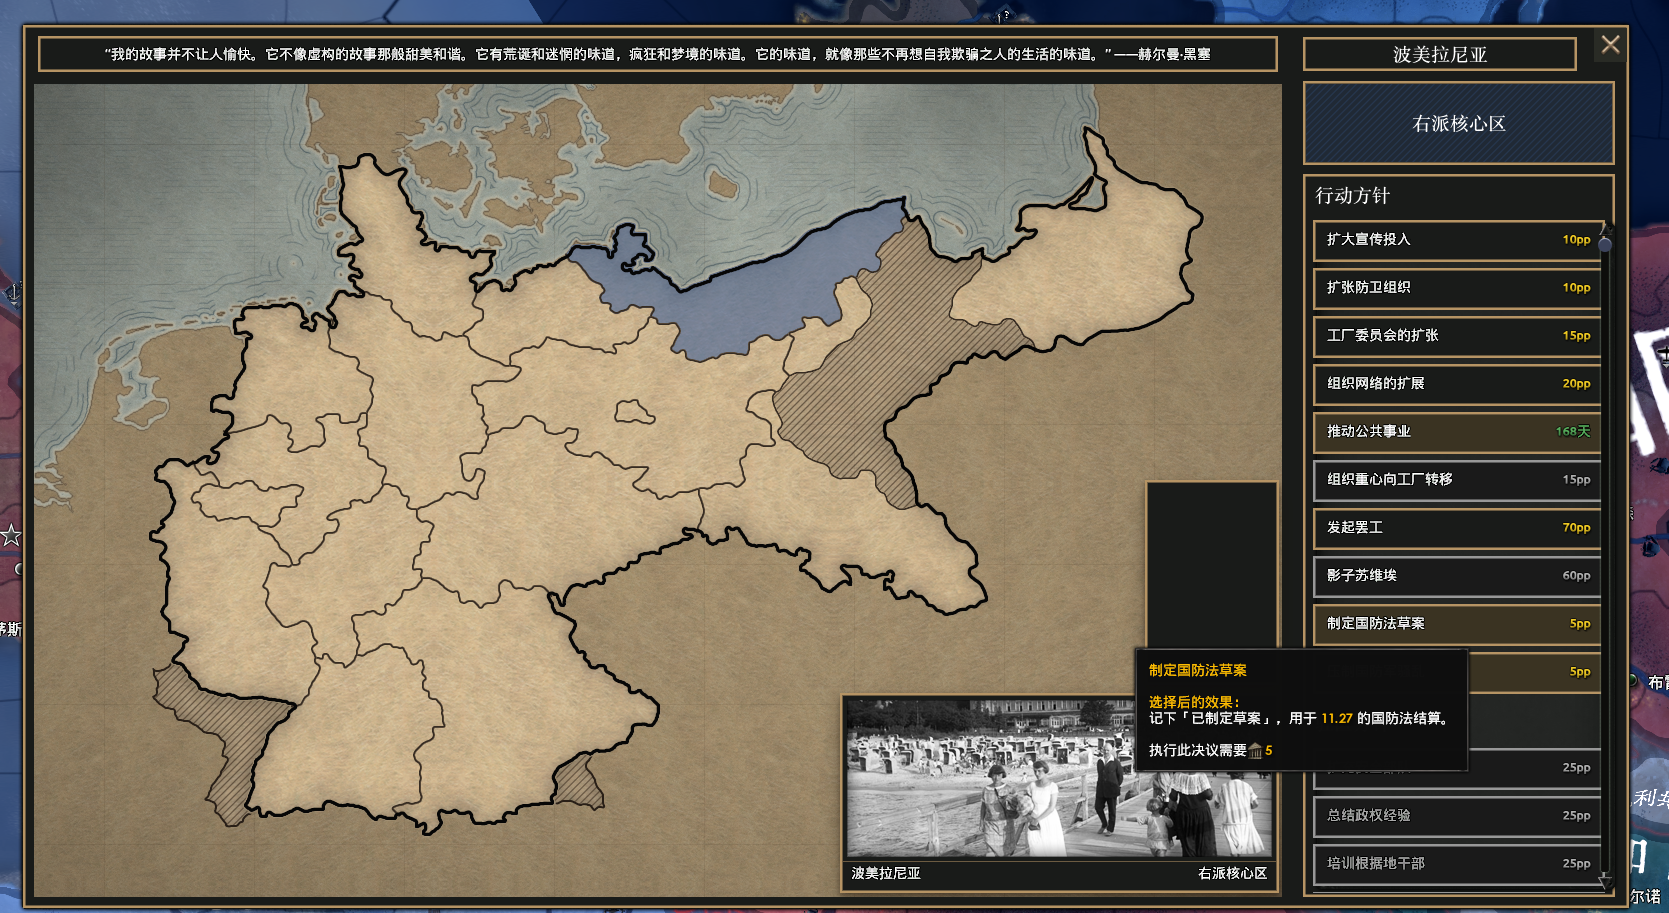 “我的故事并不让人愉快。它不像虚构的故事那般甜美和谐。它有荒诞和迷惘的味道，疯狂和梦境的味道。它的味道，就像那些不再想自我欺骗之人的生活的味道。”——赫尔曼·黑塞
波美拉尼亚
右派核心区
行动方针
扩大宣传投入 10pp
扩张防卫组织 10pp
工厂委员会的扩张 15pp
组织网络的扩展 20pp
推动公共事业 168天
组织重心向工厂转移 15pp
发起罢工 70pp
影子苏维埃 60pp
制定国防法草案 5pp
5pp
25pp
总结政权经验 25pp
培训根据地干部 25pp
制定国防法草案
选择后的效果：
记下「已制定草案」，用于 11.27 的国防法结算。
执行此决议需要 5
波美拉尼亚 右派核心区
茅斯
尔诺